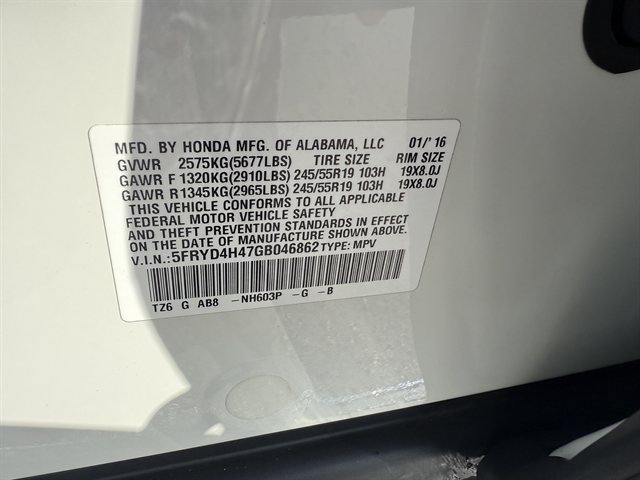 MFD. BY HONDA MFG. OF ALABAMA, LLC 01/'16
GVWR 2575KG(5677LBS) TIRE SIZE RIM SIZE
GAWR F 1320KG(2910LBS) 245/55R19 103H 19X8.0J
GAWR R1345KG(2965LBS) 245/55R19 103H 19X8.0J
THIS VEHICLE CONFORMS TO ALL APPLICABLE
FEDERAL MOTOR VEHICLE SAFETY
AND THEFT PREVENTION STANDARDS IN EFFECT
ON THE DATE OF MANUFACTURE SHOWN ABOVE.
V.I.N.: 5FRYD4H47GB046862 TYPE: MPV
TZ6 G AB8 -NH603P -G -B